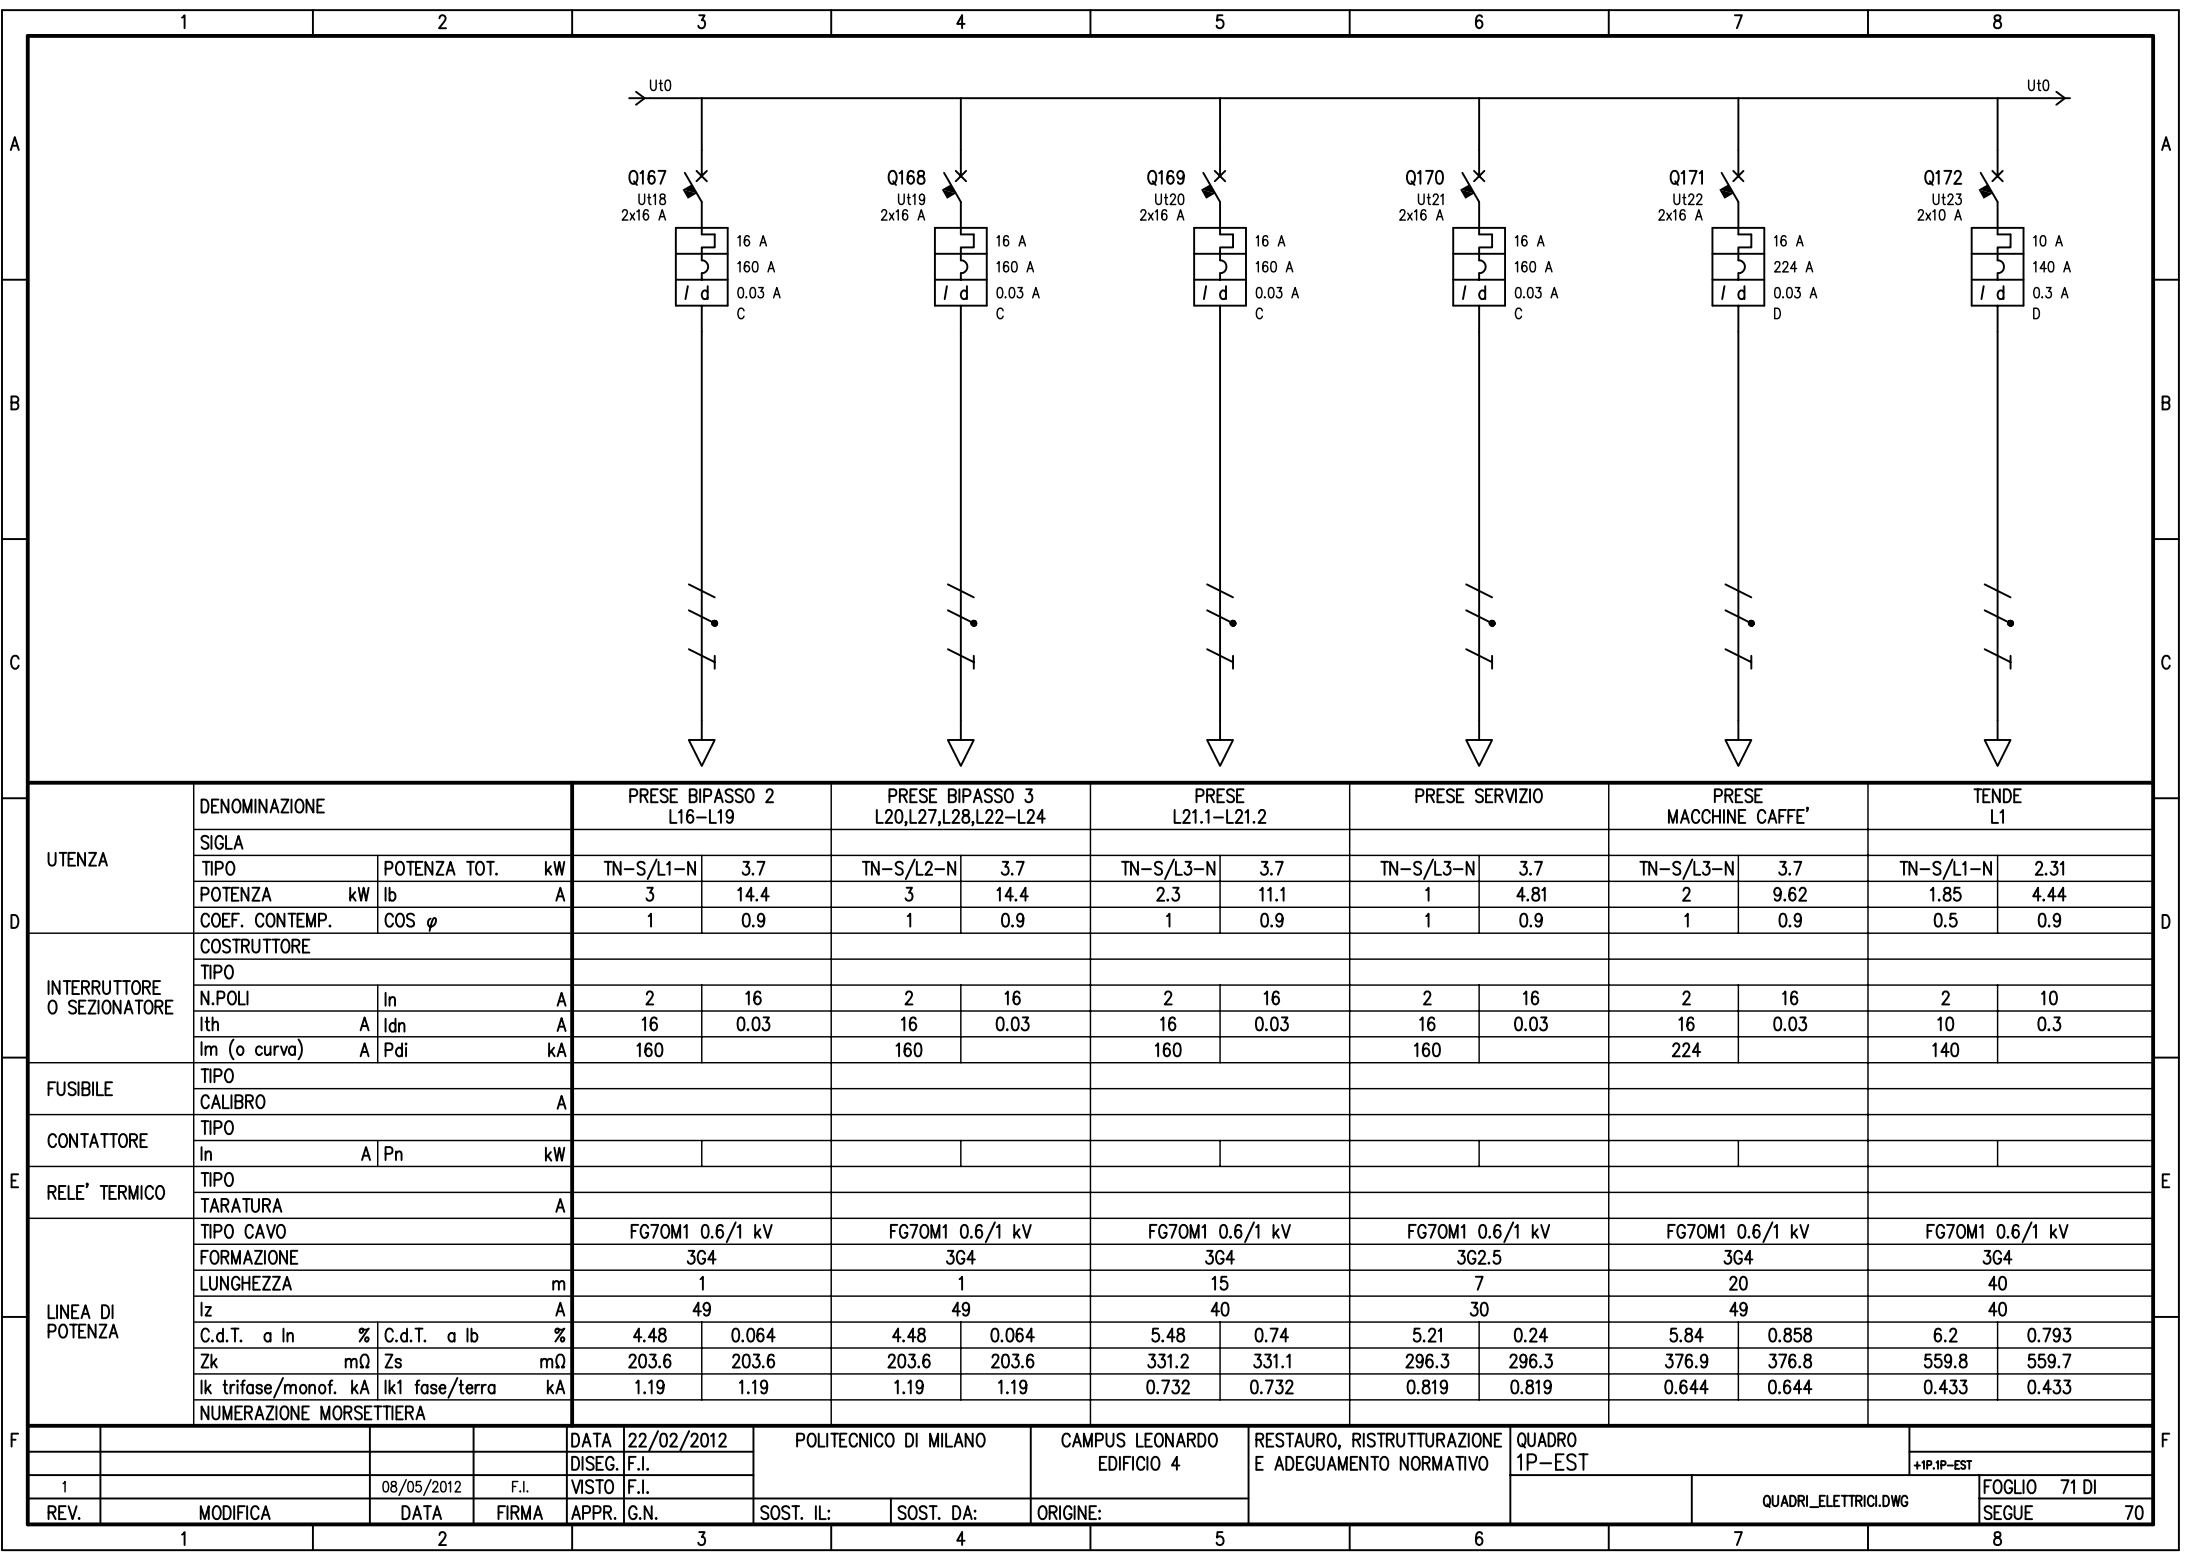 1 2 3 4 5 6 7 8
Ut0 Ut0
A A
Q167 Q168 Q169 Q170 Q171 Q172
Ut18 Ut19 Ut20 Ut21 Ut22 Ut23
2x16 A 2x16 A 2x16 A 2x16 A 2x16 A 2x10 A
16 A 16 A 16 A 16 A 16 A 10 A
160 A 160 A 160 A 160 A 224 A 140 A
I d 0.03 A I d 0.03 A I d 0.03 A I d 0.03 A I d 0.03 A I d 0.3 A
C C C C D D
B B
C C
UTENZA
DENOMINAZIONE PRESE BIPASSO 2 PRESE BIPASSO 3 PRESE PRESE SERVIZIO PRESE TENDE
L16-L19 L20,L27,L28,L22-L24 L21.1-L21.2 MACCHINE CAFFE' L1
SIGLA
TIPO POTENZA TOT. kW TN-S/L1-N 3.7 TN-S/L2-N 3.7 TN-S/L3-N 3.7 TN-S/L3-N 3.7 TN-S/L3-N 3.7 TN-S/L1-N 2.31
POTENZA kW Ib A 3 14.4 3 14.4 2.3 11.1 1 4.81 2 9.62 1.85 4.44
D COEF. CONTEMP. COS φ 1 0.9 1 0.9 1 0.9 1 0.9 1 0.9 0.5 0.9 D
INTERRUTTORE
O SEZIONATORE
COSTRUTTORE
TIPO
N.POLI In A 2 16 2 16 2 16 2 16 2 16 2 10
Ith A Idn A 16 0.03 16 0.03 16 0.03 16 0.03 16 0.03 10 0.3
Im (o curva) A Pdi kA 160 160 160 160 224 140
FUSIBILE
TIPO
CALIBRO A
CONTATTORE
TIPO
In A Pn kW
E E
RELE' TERMICO
TIPO
TARATURA A
LINEA DI
POTENZA
TIPO CAVO FG7OM1 0.6/1 kV FG7OM1 0.6/1 kV FG7OM1 0.6/1 kV FG7OM1 0.6/1 kV FG7OM1 0.6/1 kV FG7OM1 0.6/1 kV
FORMAZIONE 3G4 3G4 3G4 3G2.5 3G4 3G4
LUNGHEZZA m 1 1 15 7 20 40
Iz A 49 49 40 30 49 40
C.d.T. a In % C.d.T. a Ib % 4.48 0.064 4.48 0.064 5.48 0.74 5.21 0.24 5.84 0.858 6.2 0.793
Zk mΩ Zs mΩ 203.6 203.6 203.6 203.6 331.2 331.1 296.3 296.3 376.9 376.8 559.8 559.7
Ik trifase/monof. kA Ik1 fase/terra kA 1.19 1.19 1.19 1.19 0.732 0.732 0.819 0.819 0.644 0.644 0.433 0.433
NUMERAZIONE MORSETTIERA
F F
DATA 22/02/2012 POLITECNICO DI MILANO CAMPUS LEONARDO RESTAURO, RISTRUTTURAZIONE QUADRO
DISEG. F.I. EDIFICIO 4 E ADEGUAMENTO NORMATIVO 1P-EST +1P.1P-EST
1 08/05/2012 F.I. VISTO F.I. QUADRI_ELETTRICI.DWG FOGLIO 71 DI
REV. MODIFICA DATA FIRMA APPR. G.N. SOST. IL: SOST. DA: ORIGINE: SEGUE 70
1 2 3 4 5 6 7 8